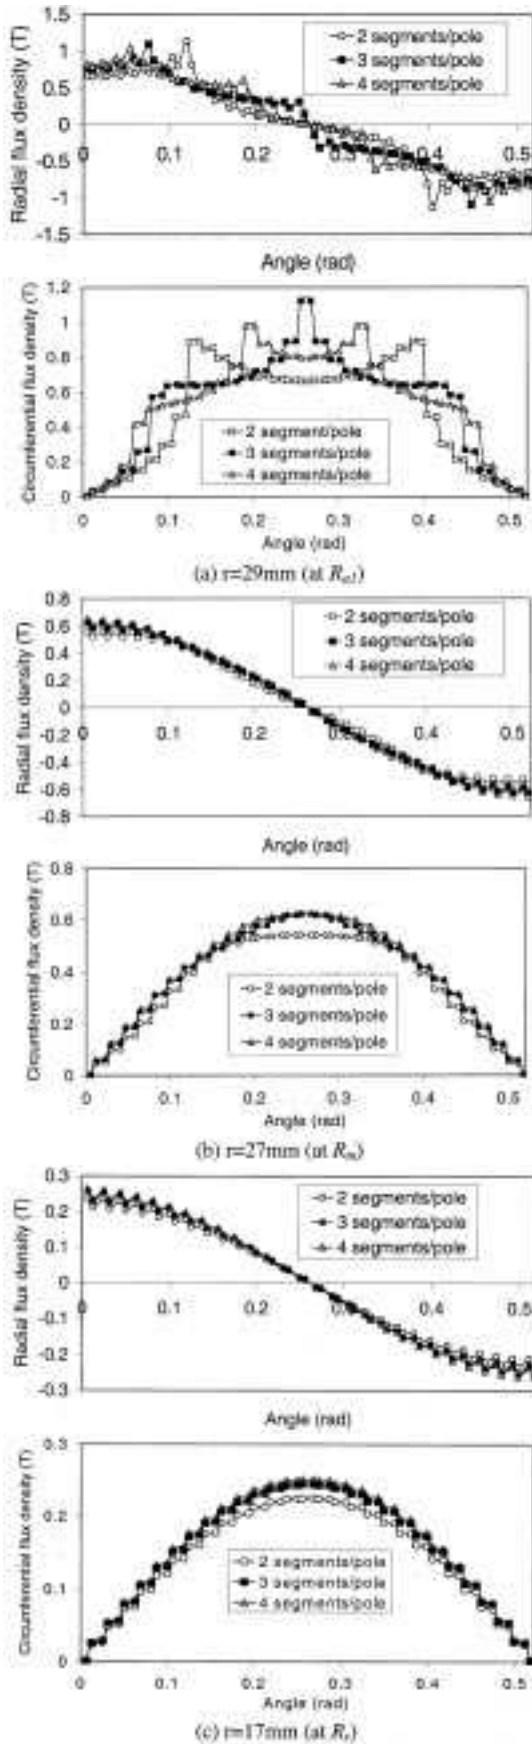 Radial flux density (T)
1.5
1
0.5
0
-0.5
-1
-1.5
0 0.1 0.2 0.3 0.4 0.5
2 segments/pole
3 segments/pole
4 segments/pole
Angle (rad)
Circumferential flux density (T)
1.2
1
0.8
0.6
0.4
0.2
0
2 segment/pole
3 segments/pole
4 segments/pole
0 0.1 0.2 0.3 0.4 0.5
Angle (rad)
(a) r=29mm (at
Radial flux density (T)
0.8
0.6
0.4
0.2
0
-0.2
-0.4
-0.6
-0.8
0 0.1 0.2 0.3 0.4 0.5
2 segments/pole
3 segments/pole
4 segments/pole
Angle (rad)
Circumferential flux density (T)
0.8
0.6
0.4
0.2
0
2 segments/pole
3 segments/pole
4 segments/pole
0 0.1 0.2 0.3 0.4 0.5
Angle (rad)
(b) r=27mm (at Rm)
Radial flux density (T)
0.3
0.2
0.1
0
-0.1
-0.2
-0.3
0 0.1 0.2 0.3 0.4 0.5
2 segments/pole
3 segments/pole
4 segments/pole
Angle (rad)
Circumferential flux density (T)
0.3
0.2
0.1
0
2 segments/pole
3 segments/pole
4 segments/pole
0 0.1 0.2 0.3 0.4 0.5
Angle (rad)
(c) r=17mm (at